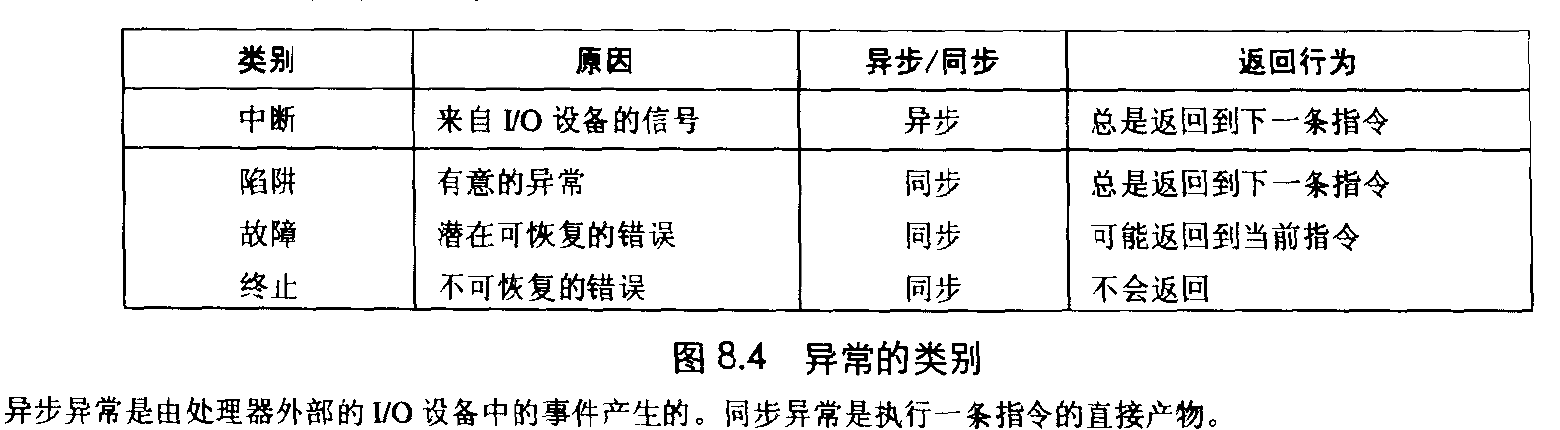 类别 原因 异步/同步 返回行为
中断 来自 I/O 设备的信号 异步 总是返回到下一条指令
陷阱 有意的异常 同步 总是返回到下一条指令
故障 潜在可恢复的错误 同步 可能返回到当前指令
终止 不可恢复的错误 同步 不会返回
图 8.4 异常的类别
异步异常是由处理器外部的 I/O 设备中的事件产生的。同步异常是执行一条指令的直接产物。